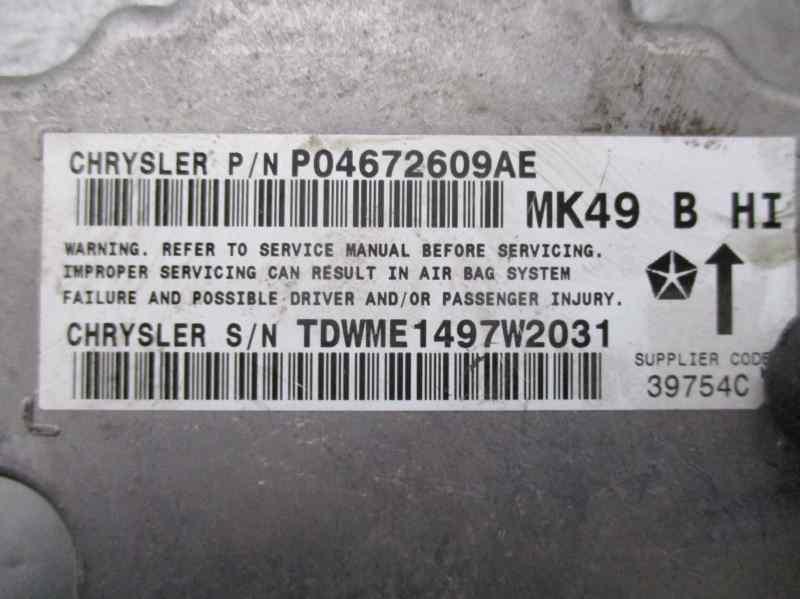 CHRYSLER P/N P04672609AE
MK49 B HI
WARNING. REFER TO SERVICE MANUAL BEFORE SERVICING.
IMPROPER SERVICING CAN RESULT IN AIR BAG SYSTEM
FAILURE AND POSSIBLE DRIVER AND/OR PASSENGER INJURY.
CHRYSLER S/N TDWME1497W2031
SUPPLIER CODE
39754C